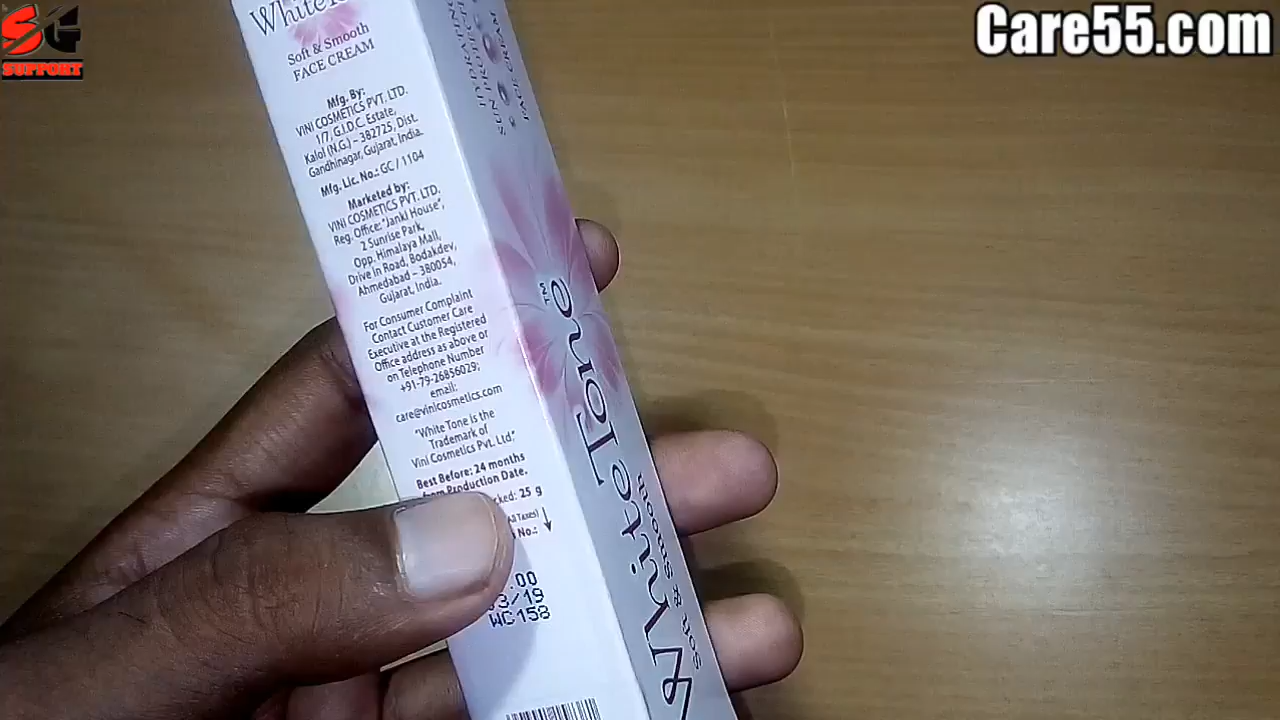 SG
SUPPORT
Care55.com
Soft & Smooth
FACE CREAM
Mfg. By:
VINI COSMETICS PVT. LTD.
1/7, G.I.D.C. Estate,
Kalol (N.G.) – 382725, Dist.
Gandhinagar, Gujarat, India.
Mfg. Lic. No.: GC / 1104
Marketed by:
VINI COSMETICS PVT. LTD.
Reg. Office: "Janki House",
2 Sunrise Park,
Opp. Himalaya Mall,
Drive in Road, Bodakdev,
Ahmedabad – 380054,
Gujarat, India.
For Consumer Complaint
Contact Customer Care
Executive at the Registered
Office address as above or
on Telephone Number
+91-79-26856029;
email:
care@vinicosmetics.com
"White Tone is the
Trademark of
Vini Cosmetics Pvt. Ltd."
Best Before: 24 months
from Production Date.
25 g
No.:
WC158
SUN
FACE CREAM
WhiteTone™
Soft & Smooth